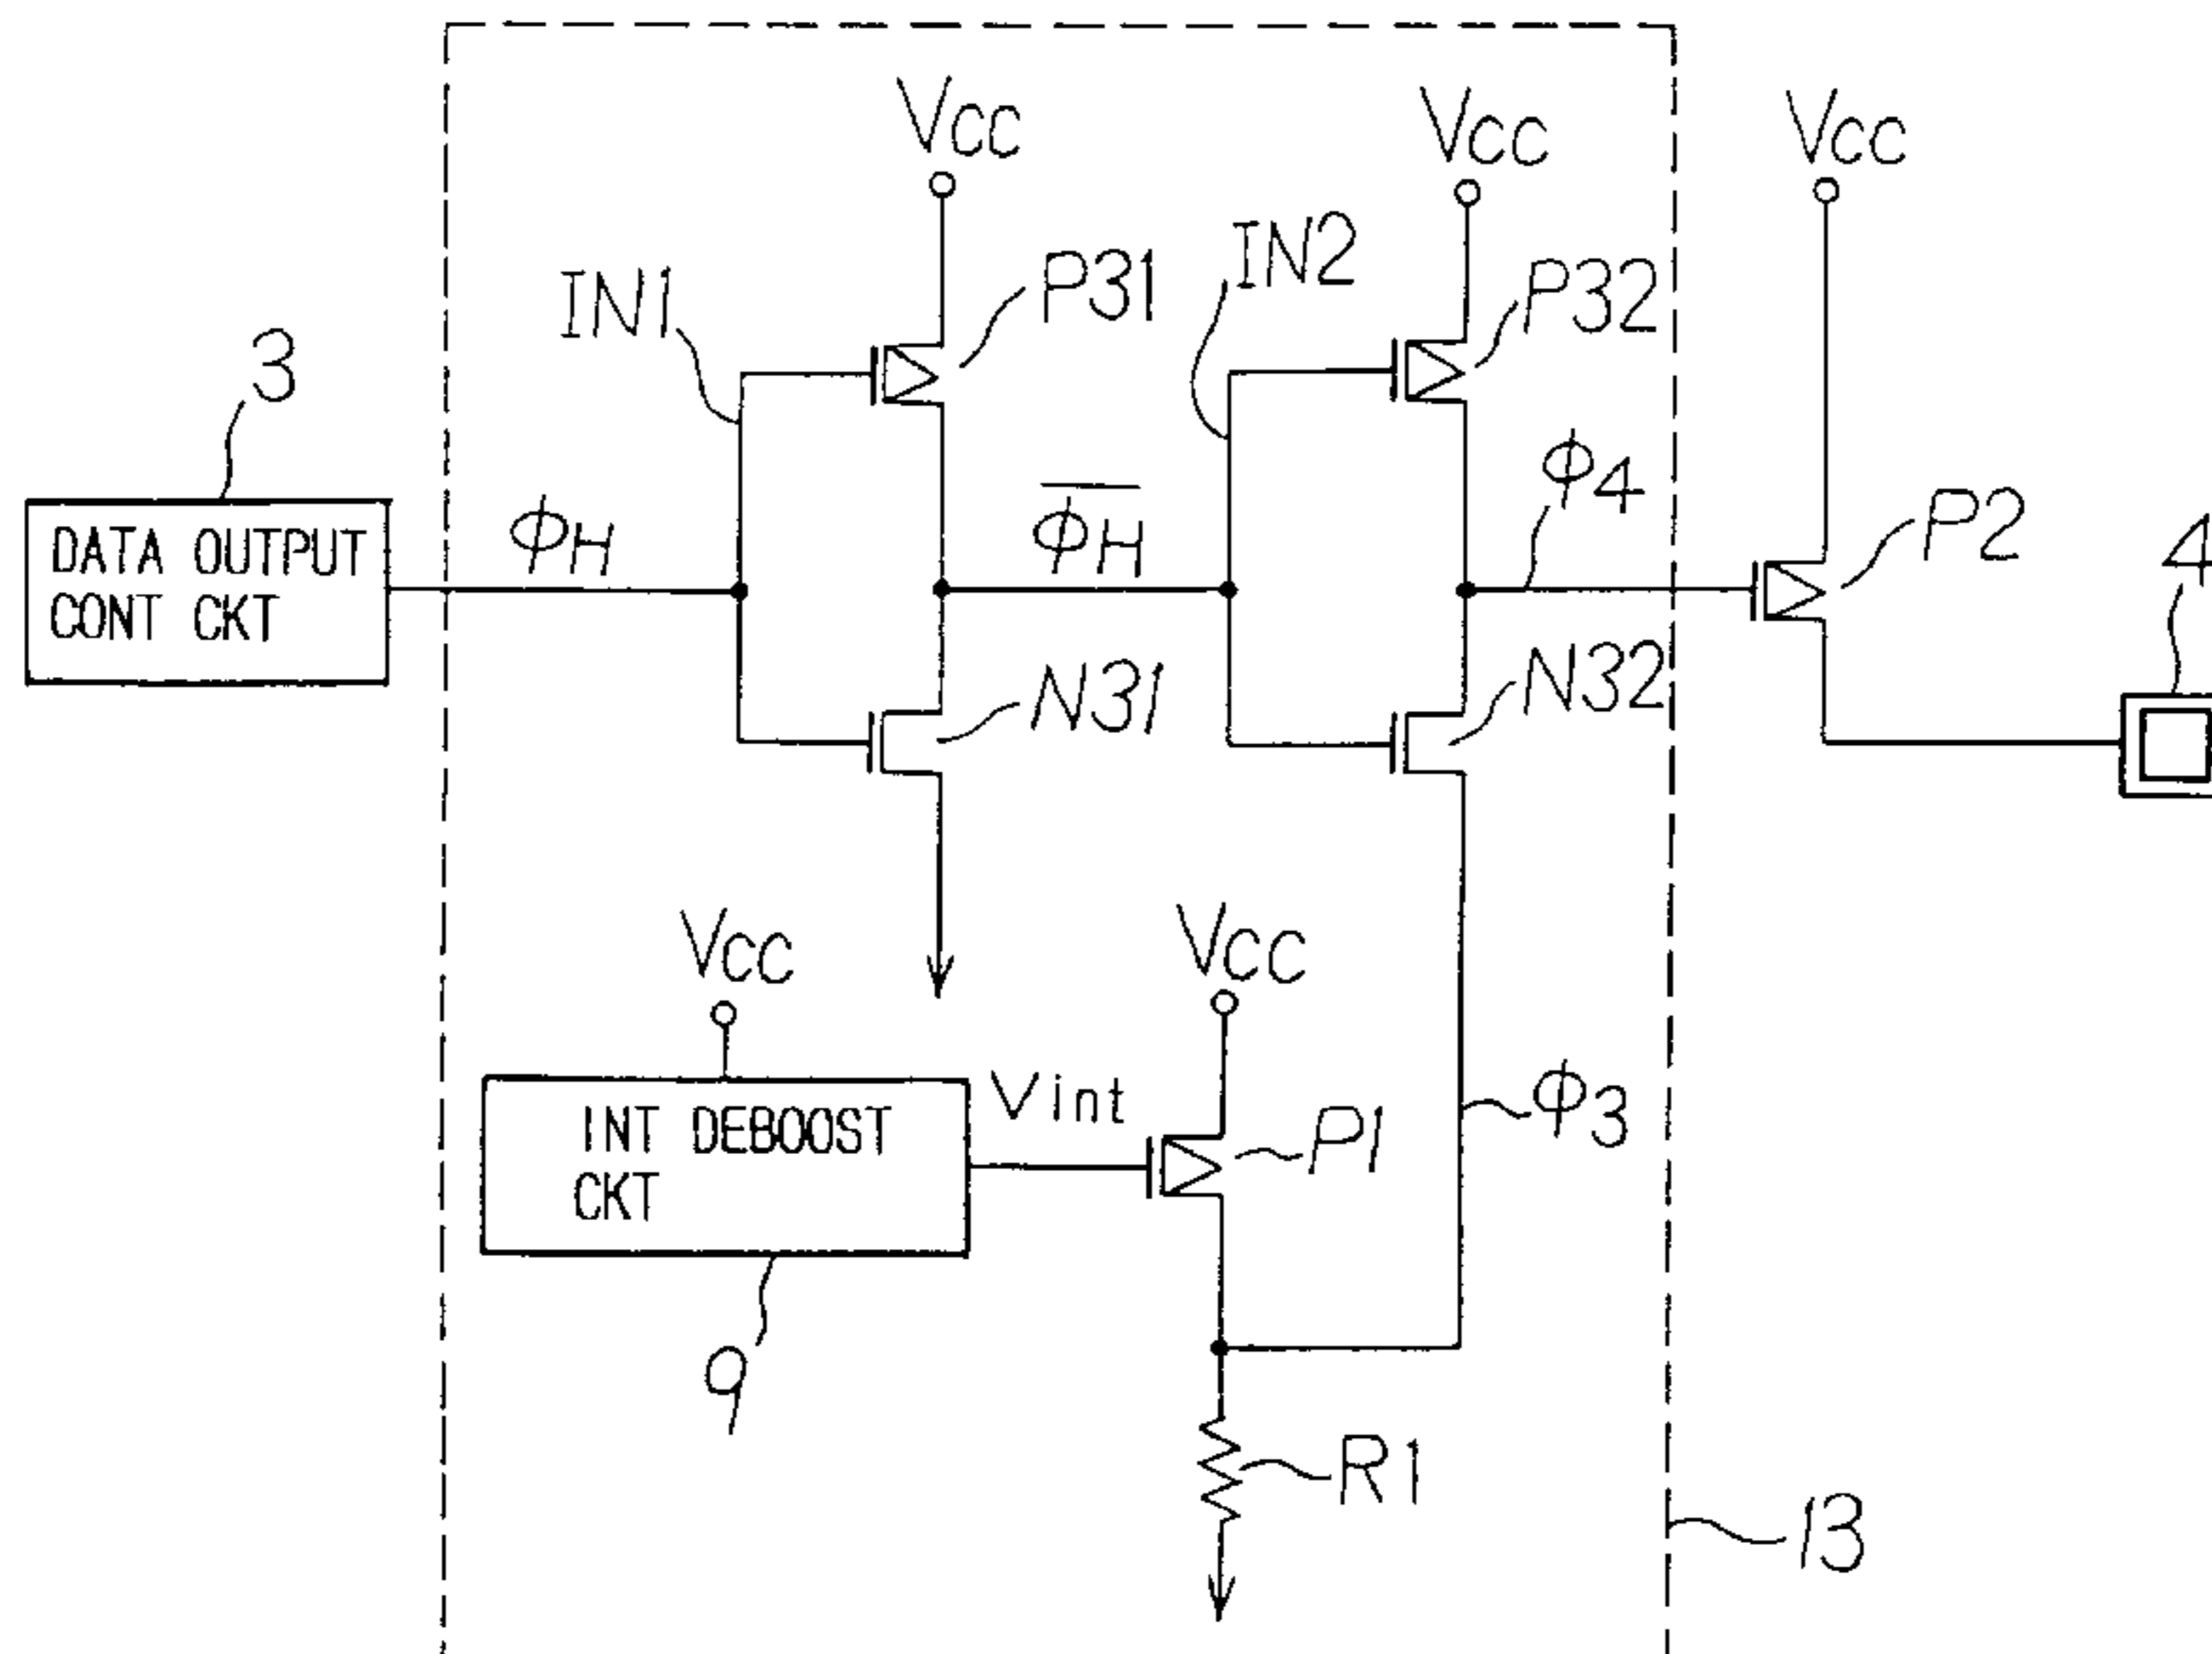 VCC
VCC
VCC
IN1
P31
IN2
P32
3
DATA OUTPUT
CONT CKT
ϕH
ϕH̅
ϕ4
P2
4
N31
N32
VCC
VCC
INT DEBOOST
CKT
Vint
P1
ϕ3
9
R1
13